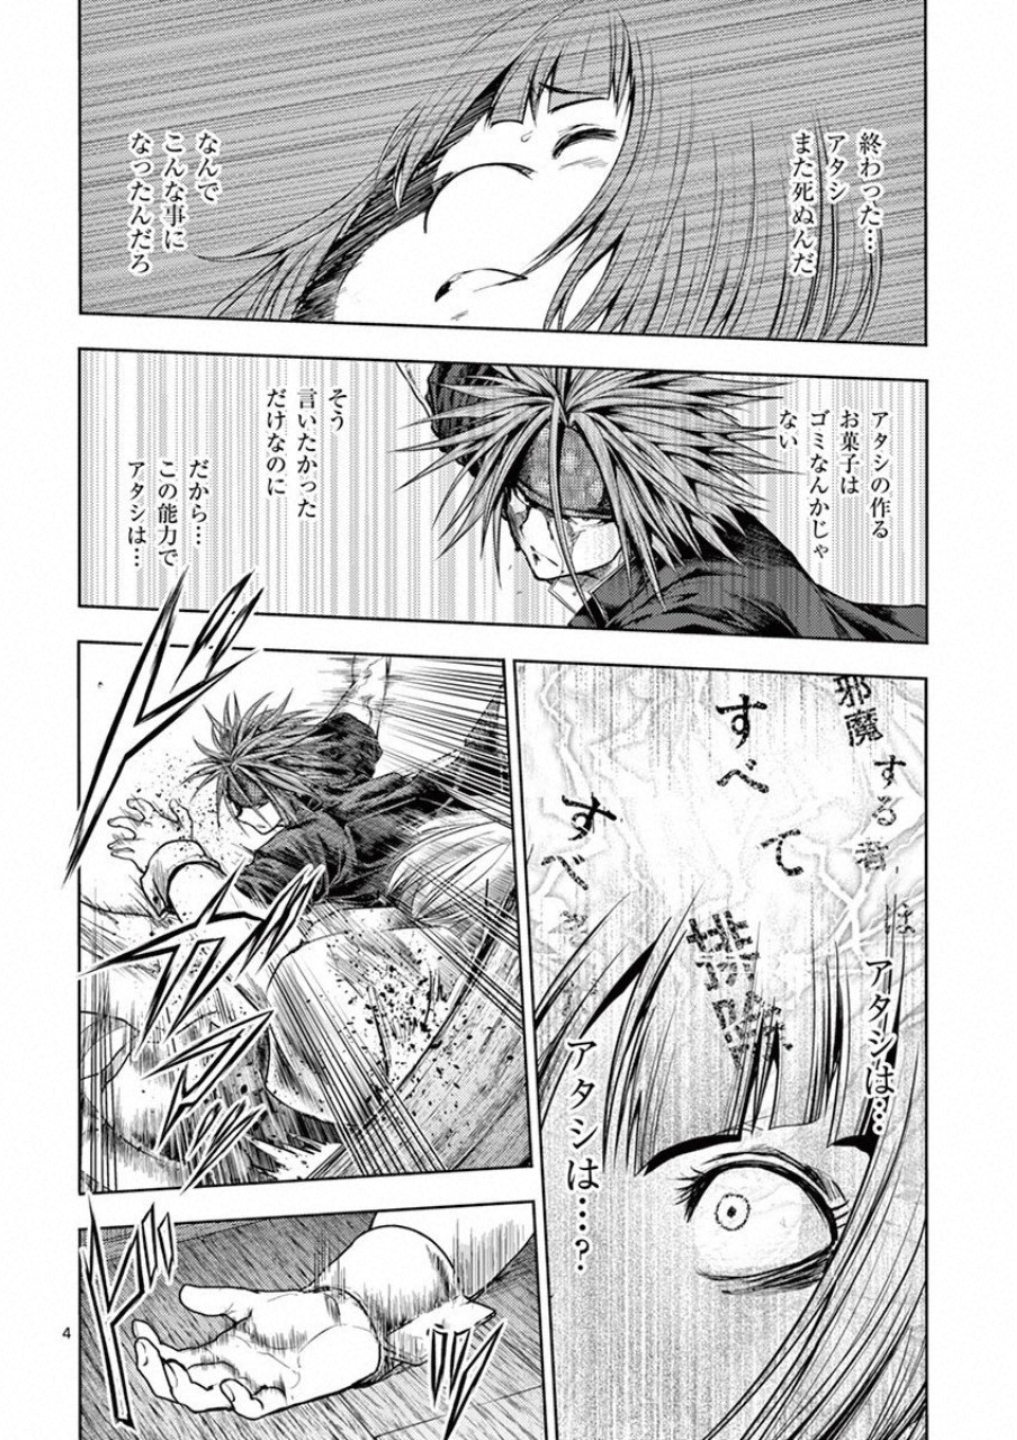 終わった…
アタシ
また死ぬんだ
なんで
こんな事に
なったんだろ
アタシの作る
お菓子は
ゴミなんかじゃ
ない
そう
言いたかった
だけなのに
だから…
この能力で
アタシは…
邪魔する者は
すべて
すべて
排除
アタシは…
アタシは…?
4